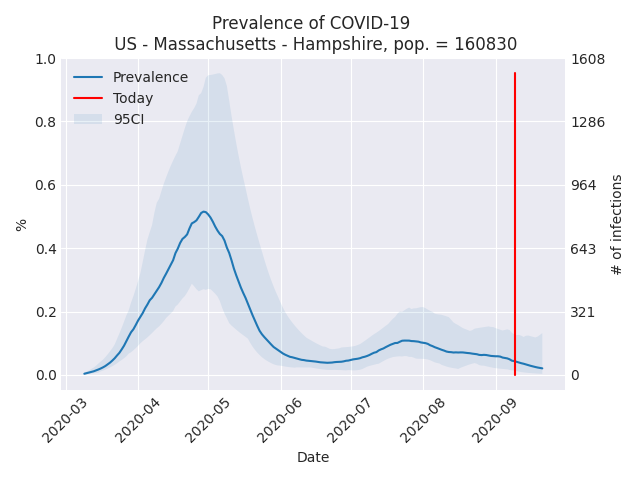 Prevalence of COVID-19
US - Massachusetts - Hampshire, pop. = 160830
Prevalence
Today
95CI
1.0
0.8
0.6
0.4
0.2
0.0
%
1608
1286
964
643
321
0
# of infections
2020-03
2020-04
2020-05
2020-06
2020-07
2020-08
2020-09
Date